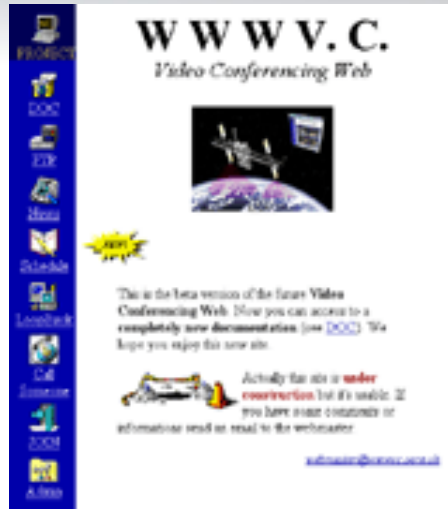 W W W V. C.
Video Conferencing Web
PROJECT
DOC
FTP
Menu
Schedule
Loopback
Call
Someone
JOIN
Admin
NEW!
This is the beta version of the future Video
Conferencing Web. Now you can access to a
completely new documentation (see DOC). We
hope you enjoy this new site.
Actually this site is under
construction but it's usable. If
you have some comments or
informations send an email to the webmaster